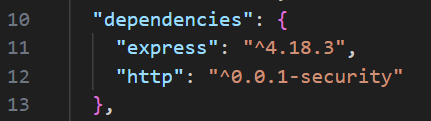 10 "dependencies": {
11 "express": "^4.18.3",
12 "http": "^0.0.1-security"
13 },